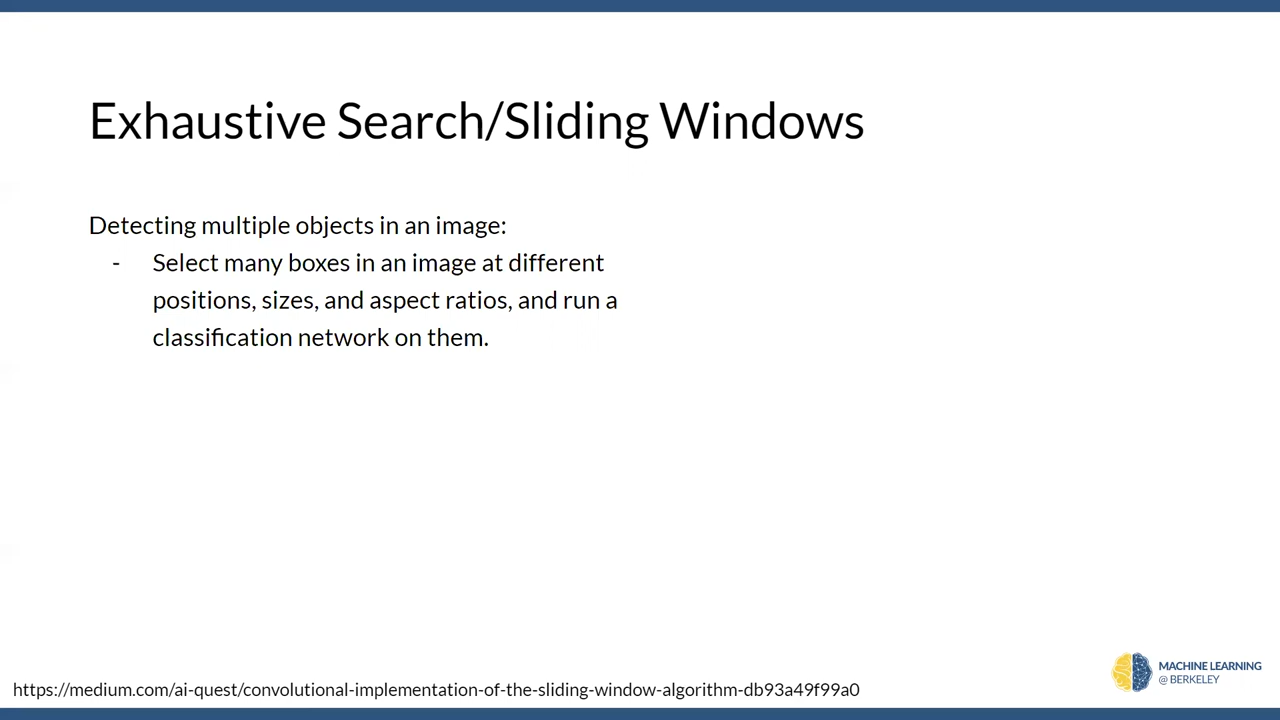 Exhaustive Search/Sliding Windows
Detecting multiple objects in an image:
- Select many boxes in an image at different
positions, sizes, and aspect ratios, and run a
classification network on them.
MACHINE LEARNING
@ BERKELEY
https://medium.com/ai-quest/convolutional-implementation-of-the-sliding-window-algorithm-db93a49f99a0